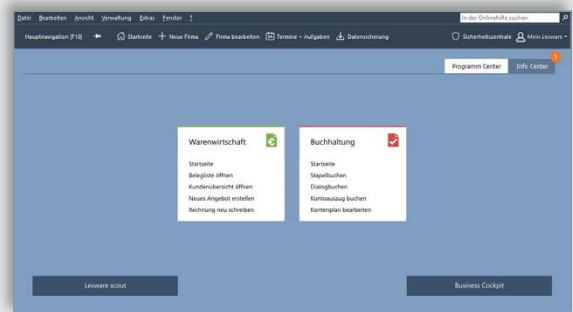 Datei Bearbeiten Ansicht Verwaltung Extras Fenster ?
In der Onlinehilfe suchen
Hauptnavigation [F10] Startseite Neue Firma Firma bearbeiten Termine + Aufgaben Datensicherung Sicherheitszentrale Mein Lexware
5
Programm Center Info Center
Warenwirtschaft
Startseite
Belegliste öffnen
Kundenübersicht öffnen
Neues Angebot erstellen
Rechnung neu schreiben
Buchhaltung
Startseite
Stapelbuchen
Dialogbuchen
Kontoauszug buchen
Kontenplan bearbeiten
Lexware scout
Business Cockpit